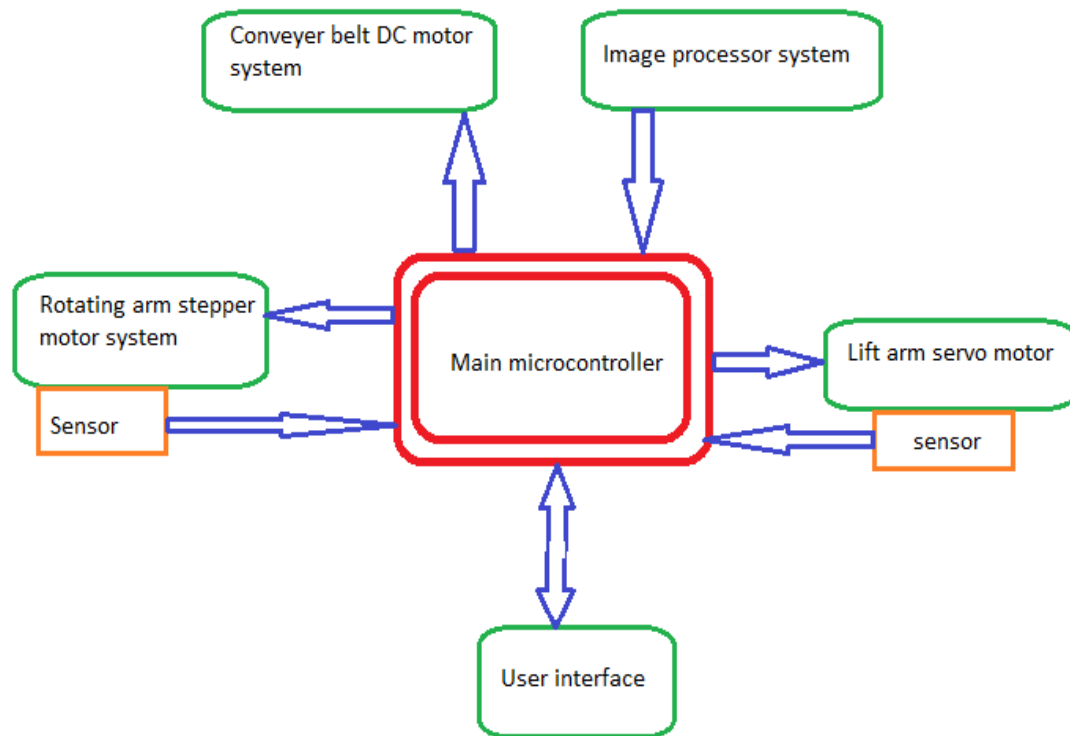 Conveyer belt DC motor
system
Image processor system
Rotating arm stepper
motor system
Sensor
Main microcontroller
Lift arm servo motor
sensor
User interface